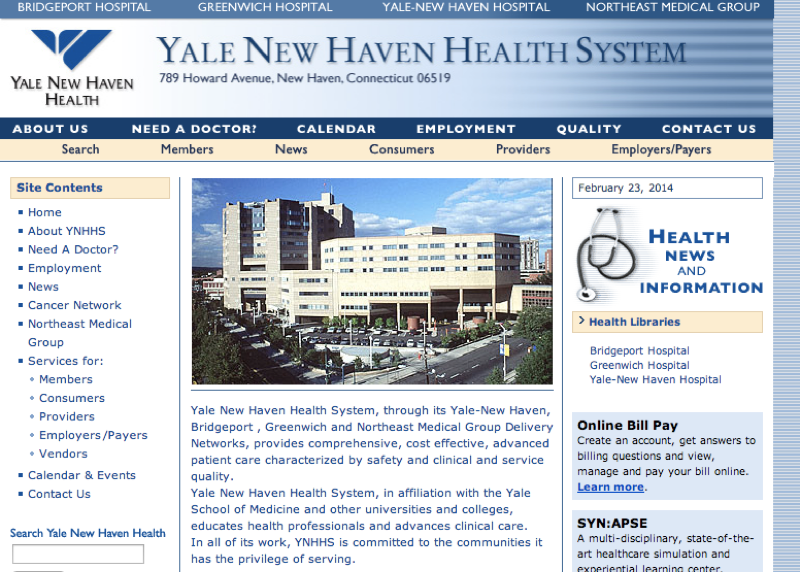 BRIDGEPORT HOSPITAL GREENWICH HOSPITAL YALE-NEW HAVEN HOSPITAL NORTHEAST MEDICAL GROUP
YALE NEW HAVEN
HEALTH
YALE NEW HAVEN HEALTH SYSTEM
789 Howard Avenue, New Haven, Connecticut 06519
ABOUT US NEED A DOCTOR? CALENDAR EMPLOYMENT QUALITY CONTACT US
Search Members News Consumers Providers Employers/Payers
Site Contents
Home
About YNHHS
Need A Doctor?
Employment
News
Cancer Network
Northeast Medical
Group
Services for:
Members
Consumers
Providers
Employers/Payers
Vendors
Calendar & Events
Contact Us
Search Yale New Haven Health
Yale New Haven Health System, through its Yale-New Haven,
Bridgeport , Greenwich and Northeast Medical Group Delivery
Networks, provides comprehensive, cost effective, advanced
patient care characterized by safety and clinical and service
quality.
Yale New Haven Health System, in affiliation with the Yale
School of Medicine and other universities and colleges,
educates health professionals and advances clinical care.
In all of its work, YNHHS is committed to the communities it
has the privilege of serving.
February 23, 2014
HEALTH
NEWS
AND
INFORMATION
> Health Libraries
Bridgeport Hospital
Greenwich Hospital
Yale-New Haven Hospital
Online Bill Pay
Create an account, get answers to
billing questions and view,
manage and pay your bill online.
Learn more.
SYN:APSE
A multi-disciplinary, state-of-the-
art healthcare simulation and
experiential learning center.